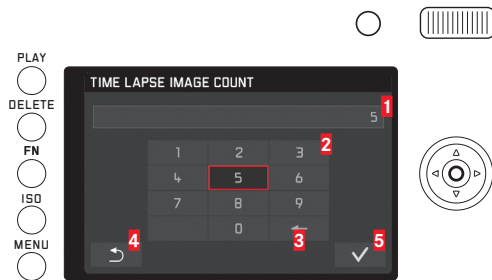 PLAY
DELETE
FN
ISO
MENU
TIME LAPSE IMAGE COUNT
5 1
1 2 3 2
4 5 6
7 8 9
0 3
4 5